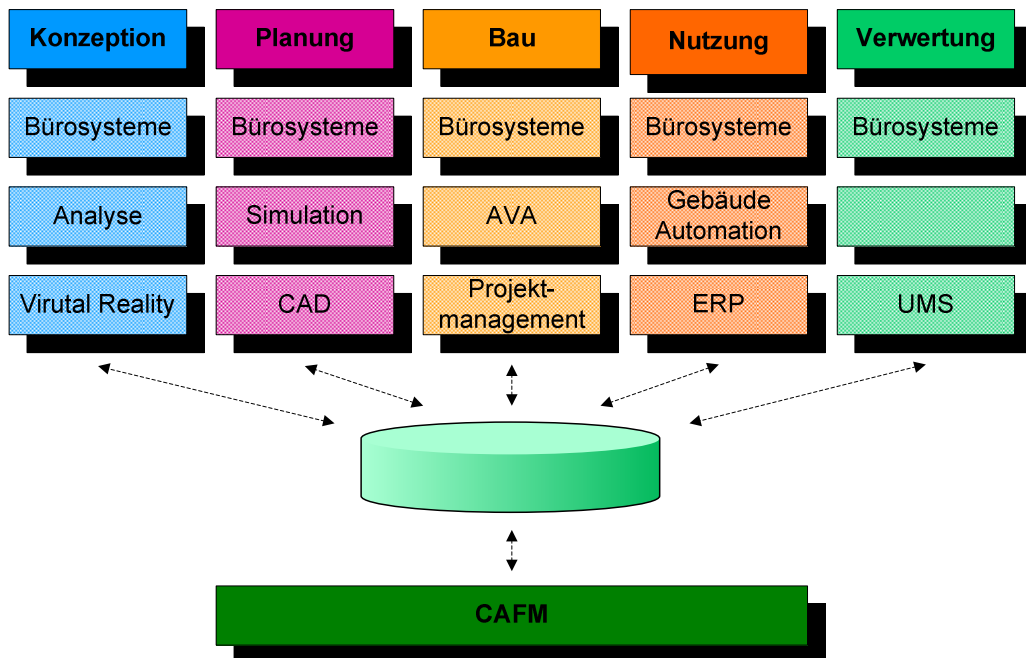 Konzeption
Planung
Bau
Nutzung
Verwertung
Bürosysteme
Bürosysteme
Bürosysteme
Bürosysteme
Bürosysteme
Analyse
Simulation
AVA
Gebäude
Automation
Virutal Reality
CAD
Projekt-
management
ERP
UMS
CAFM